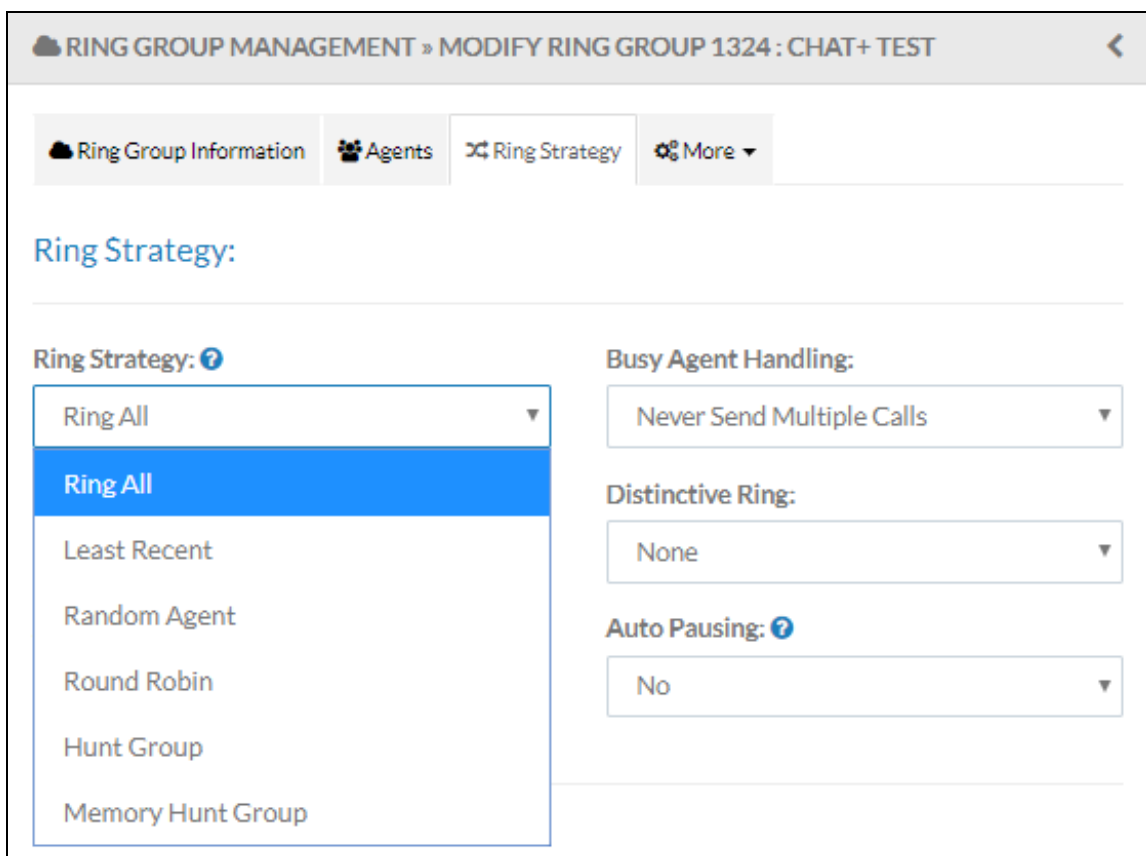 RING GROUP MANAGEMENT » MODIFY RING GROUP 1324 : CHAT+ TEST
Ring Group Information Agents Ring Strategy More
Ring Strategy:
Ring Strategy:
Ring All
Ring All
Least Recent
Random Agent
Round Robin
Hunt Group
Memory Hunt Group
Busy Agent Handling:
Never Send Multiple Calls
Distinctive Ring:
None
Auto Pausing:
No